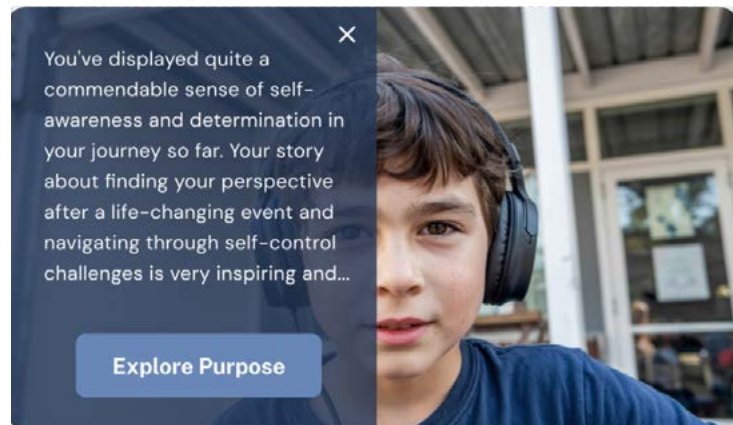 You've displayed quite a
commendable sense of self-
awareness and determination in
your journey so far. Your story
about finding your perspective
after a life-changing event and
navigating through self-control
challenges is very inspiring and...
Explore Purpose